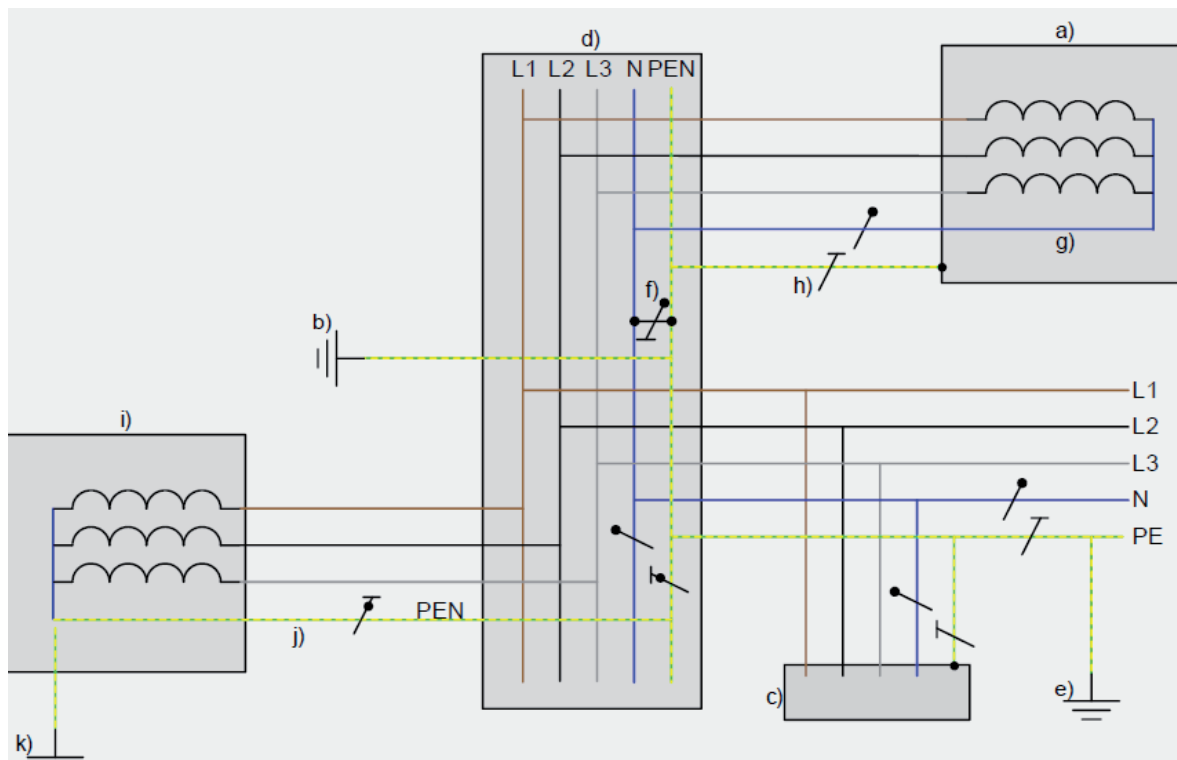 d)
a)
L1 L2 L3 N PEN
g)
h)
f)
b)
L1
i)
L2
L3
N
PE
PEN
j)
c)
e)
k)